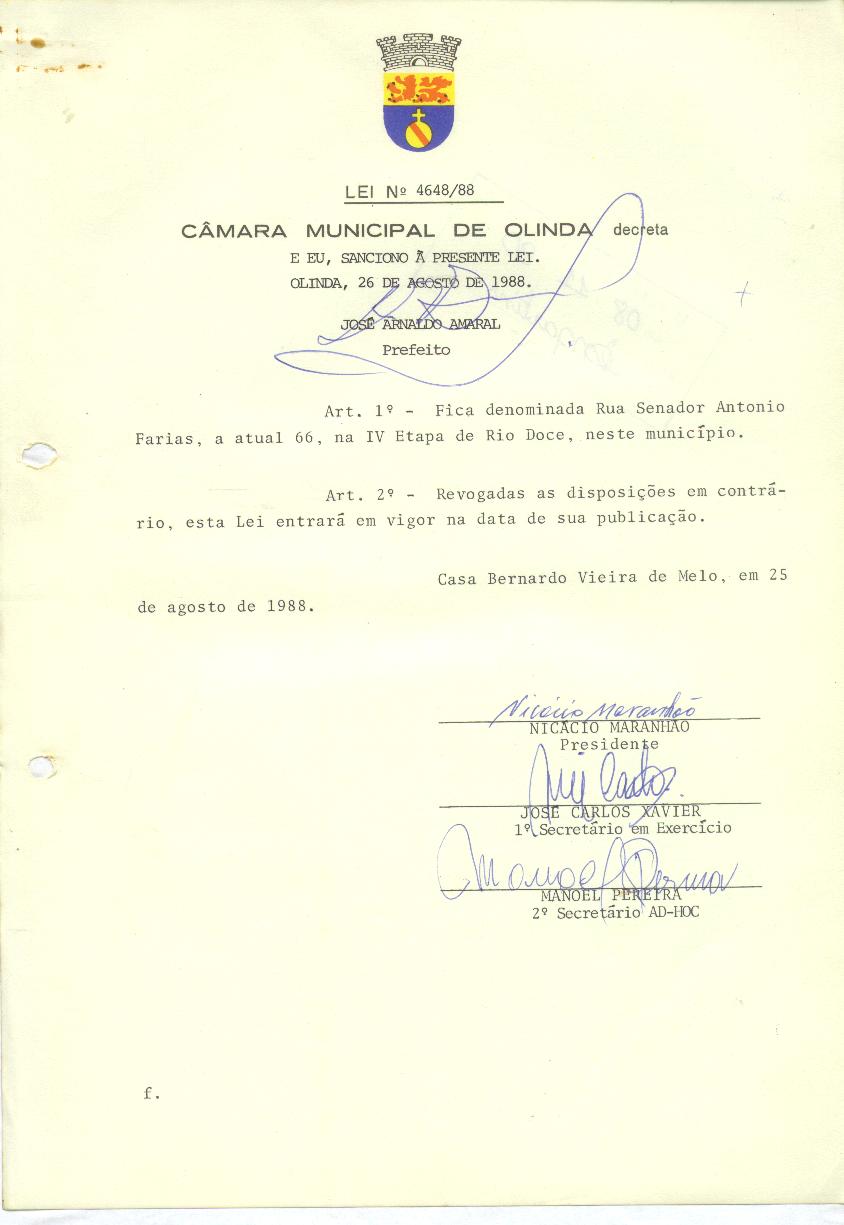 LEI Nº 4648/88
CÂMARA MUNICIPAL DE OLINDA decreta
E EU, SANCIONO À PRESENTE LEI.
OLINDA, 26 DE AGOSTO DE 1988.
JOSÉ ARNALDO AMARAL
Prefeito
Art. 1º - Fica denominada Rua Senador Antonio
Farias, a atual 66, na IV Etapa de Rio Doce, neste município.
Art. 2º - Revogadas as disposições em contrá-
rio, esta Lei entrará em vigor na data de sua publicação.
Casa Bernardo Vieira de Melo, em 25
de agosto de 1988.
Nicácio Maranhão
NICÁCIO MARANHÃO
Presidente
JOSÉ CARLOS XAVIER
1º Secretário em Exercício
Manoel Pereira
MANOEL PEREIRA
2º Secretário AD-HOC
f.